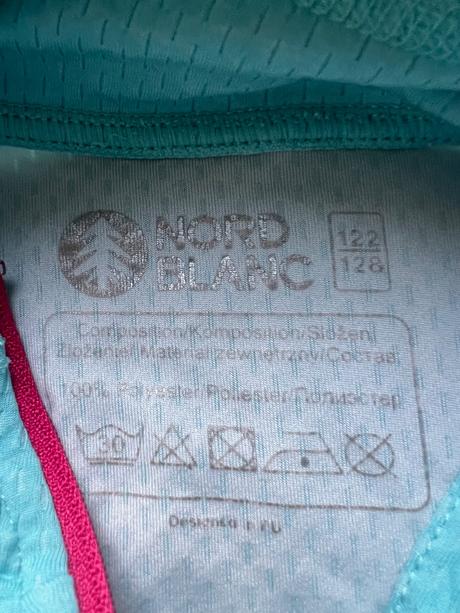 NORD
BLANC
122
128
Composition/Komposition/Složení
Zloženie/Materiał zewnętrzny/Состав:
100% Polyester/Poliester/Полиэстер
30
Designed in EU